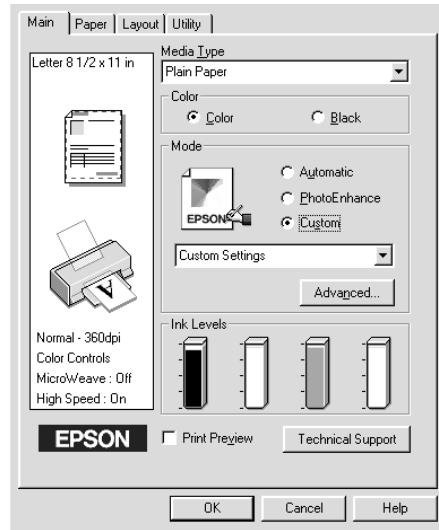 Main Paper Layout Utility
Letter 8 1/2 x 11 in
Normal - 360dpi
Color Controls
MicroWeave : Off
High Speed : On
EPSON
Media Type
Plain Paper
Color
Color Black
Mode
EPSON
Automatic
PhotoEnhance
Custom
Custom Settings
Advanced...
Ink Levels
Print Preview Technical Support
OK Cancel Help